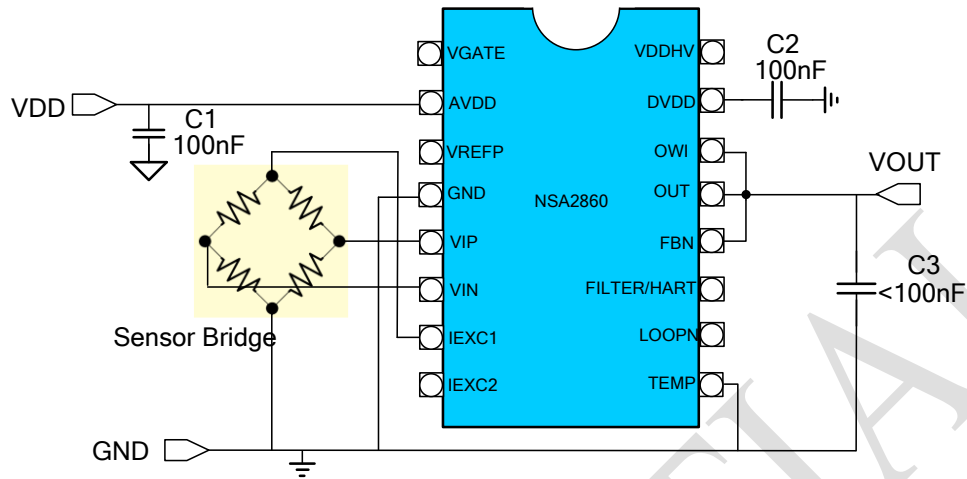 VDD
C1
100nF
Sensor Bridge
GND
VGATE
AVDD
VREFP
GND
VIP
VIN
IEXC1
IEXC2
NSA2860
VDDHV
DVDD
OWI
OUT
FBN
FILTER/HART
LOOPN
TEMP
C2
100nF
VOUT
C3
<100nF